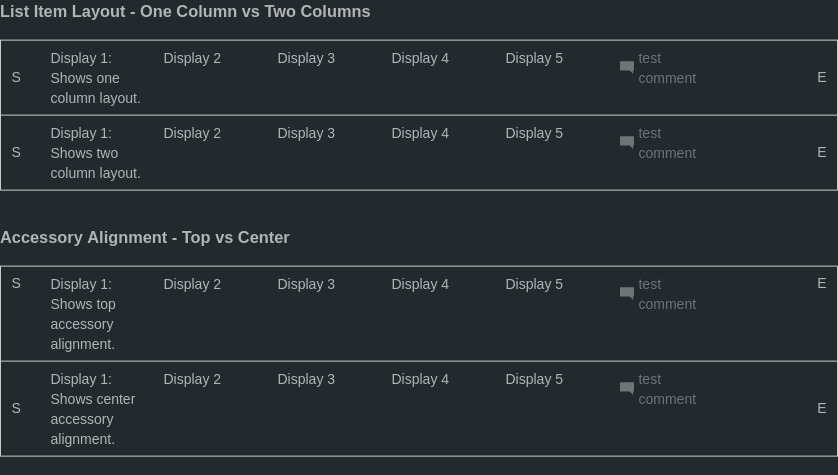 List Item Layout - One Column vs Two Columns
S Display 1: Display 2 Display 3 Display 4 Display 5 test E
Shows one comment
column layout.
S Display 1: Display 2 Display 3 Display 4 Display 5 test E
Shows two comment
column layout.
Accessory Alignment - Top vs Center
S Display 1: Display 2 Display 3 Display 4 Display 5 test E
Shows top comment
accessory
alignment.
S Display 1: Display 2 Display 3 Display 4 Display 5 test E
Shows center comment
accessory
alignment.